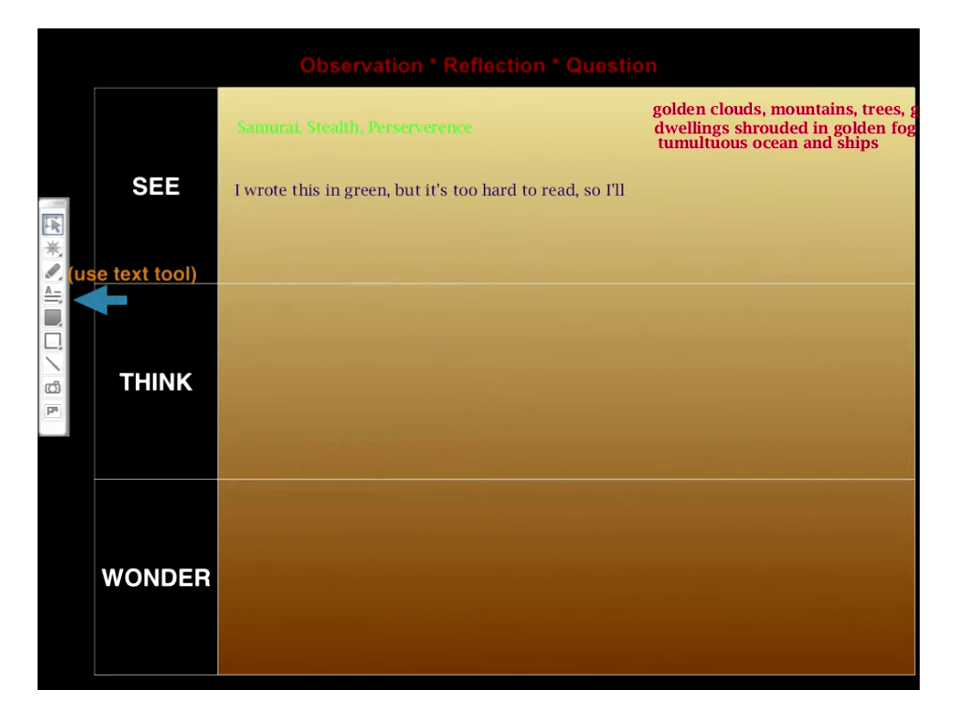 Observation * Reflection * Question
SEE
Samurai, Stealth, Perserverence
golden clouds, mountains, trees, g
dwellings shrouded in golden fog
tumultuous ocean and ships
I wrote this in green, but it's too hard to read, so I'll
(use text tool)
THINK
WONDER